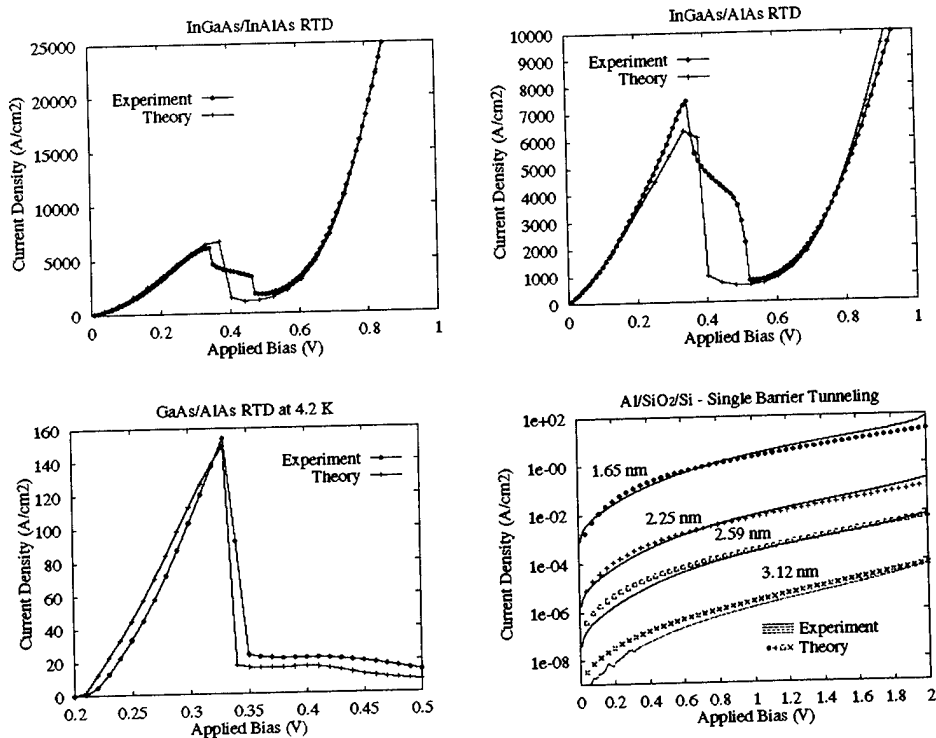 InGaAs/InAlAs RTD
25000
20000
15000
10000
5000
0
Current Density (A/cm2)
Experiment
Theory
0
0.2
0.4
0.6
0.8
1
Applied Bias (V)
InGaAs/AlAs RTD
10000
9000
8000
7000
6000
5000
4000
3000
2000
1000
0
Current Density (A/cm2)
Experiment
Theory
0
0.2
0.4
0.6
0.8
1
Applied Bias (V)
GaAs/AlAs RTD at 4.2 K
160
140
120
100
80
60
40
20
0
Current Density (A/cm2)
Experiment
Theory
0.2
0.25
0.3
0.35
0.4
0.45
0.5
Applied Bias (V)
Al/SiO2/Si - Single Barrier Tunneling
1e+02
1e-00
1e-02
1e-04
1e-06
1e-08
Current Density (A/cm2)
1.65 nm
2.25 nm
2.59 nm
3.12 nm
Experiment
Theory
0
0.2
0.4
0.6
0.8
1
1.2
1.4
1.6
1.8
2
Applied Bias (V)